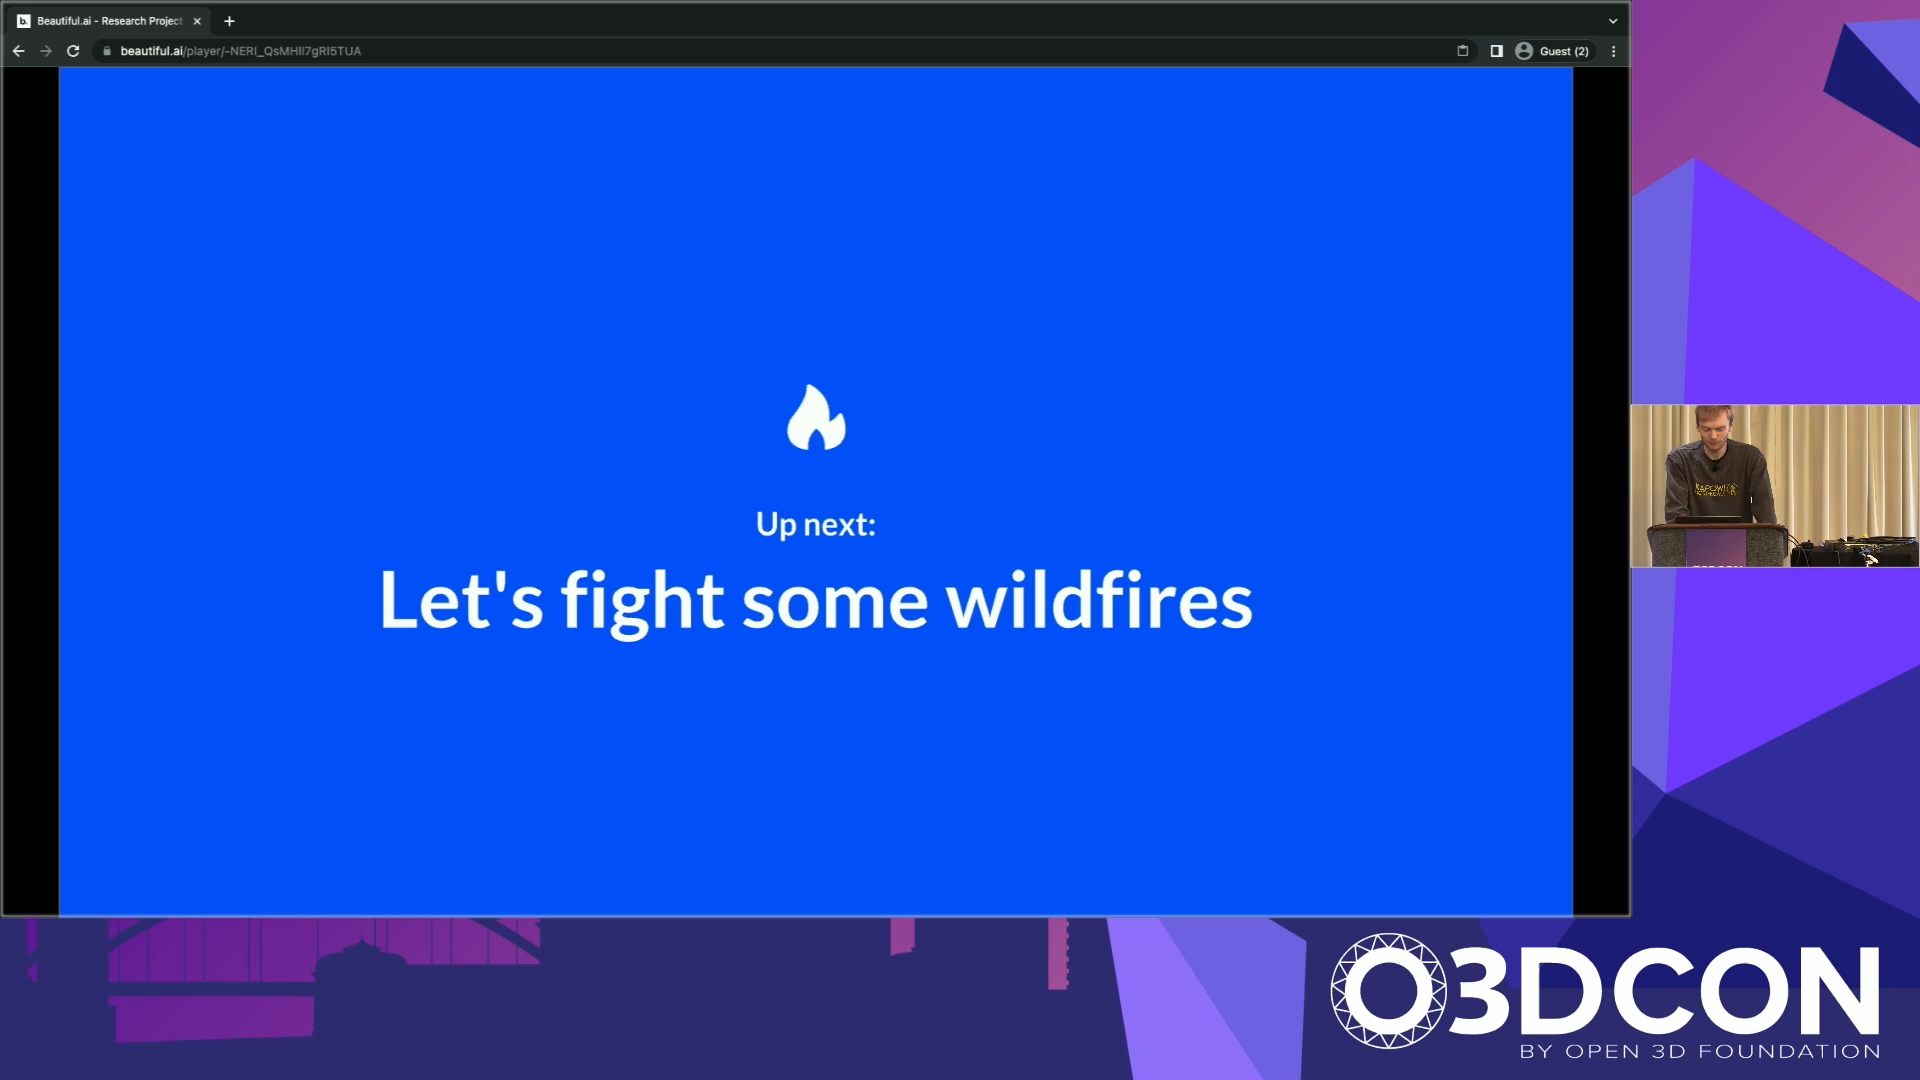 Beautiful.ai - Research Project
beautiful.ai/player/-NERI_QsMHII7gRI5TUA
Guest (2)
Up next:
Let's fight some wildfires
O3DCON
BY OPEN 3D FOUNDATION